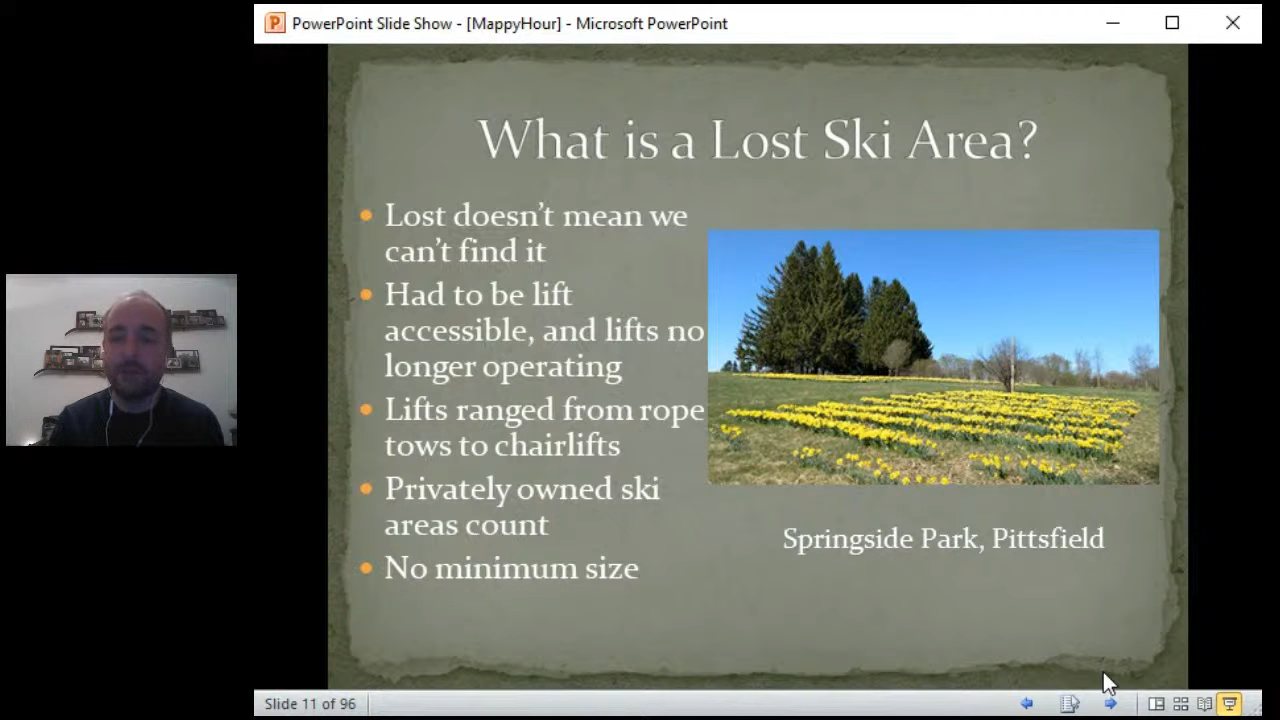 PowerPoint Slide Show - [MappyHour] - Microsoft PowerPoint
What is a Lost Ski Area?
Lost doesn’t mean we
can’t find it
Had to be lift
accessible, and lifts no
longer operating
Lifts ranged from rope
tows to chairlifts
Privately owned ski
areas count
No minimum size
Springside Park, Pittsfield
Slide 11 of 96